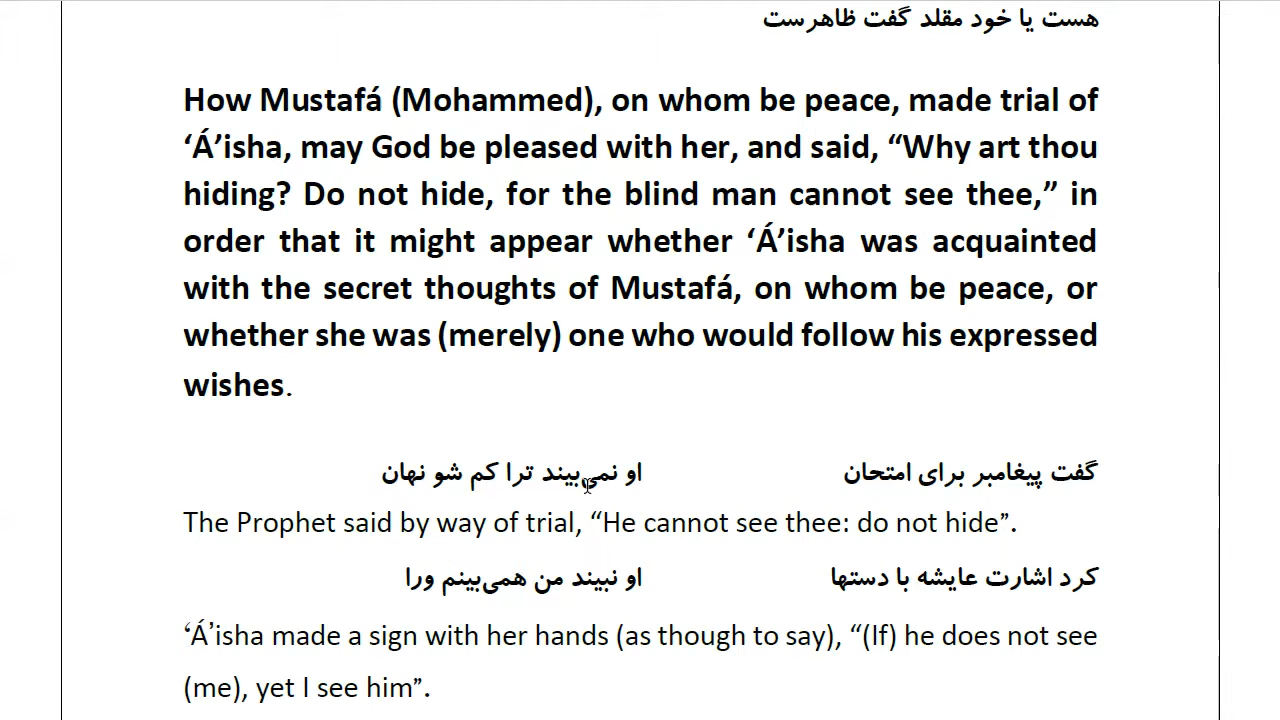 هست یا خود مقلد گفت ظاهرست
How Mustafá (Mohammed), on whom be peace, made trial of
‘Á’isha, may God be pleased with her, and said, “Why art thou
hiding? Do not hide, for the blind man cannot see thee,” in
order that it might appear whether ‘Á’isha was acquainted
with the secret thoughts of Mustafá, on whom be peace, or
whether she was (merely) one who would follow his expressed
wishes.
گفت پیغامبر برای امتحان او نمی‌بیند ترا کم شو نهان
The Prophet said by way of trial, “He cannot see thee: do not hide”.
کرد اشارت عایشه با دستها او نبیند من همی‌بینم ورا
‘Á’isha made a sign with her hands (as though to say), “(If) he does not see
(me), yet I see him”.